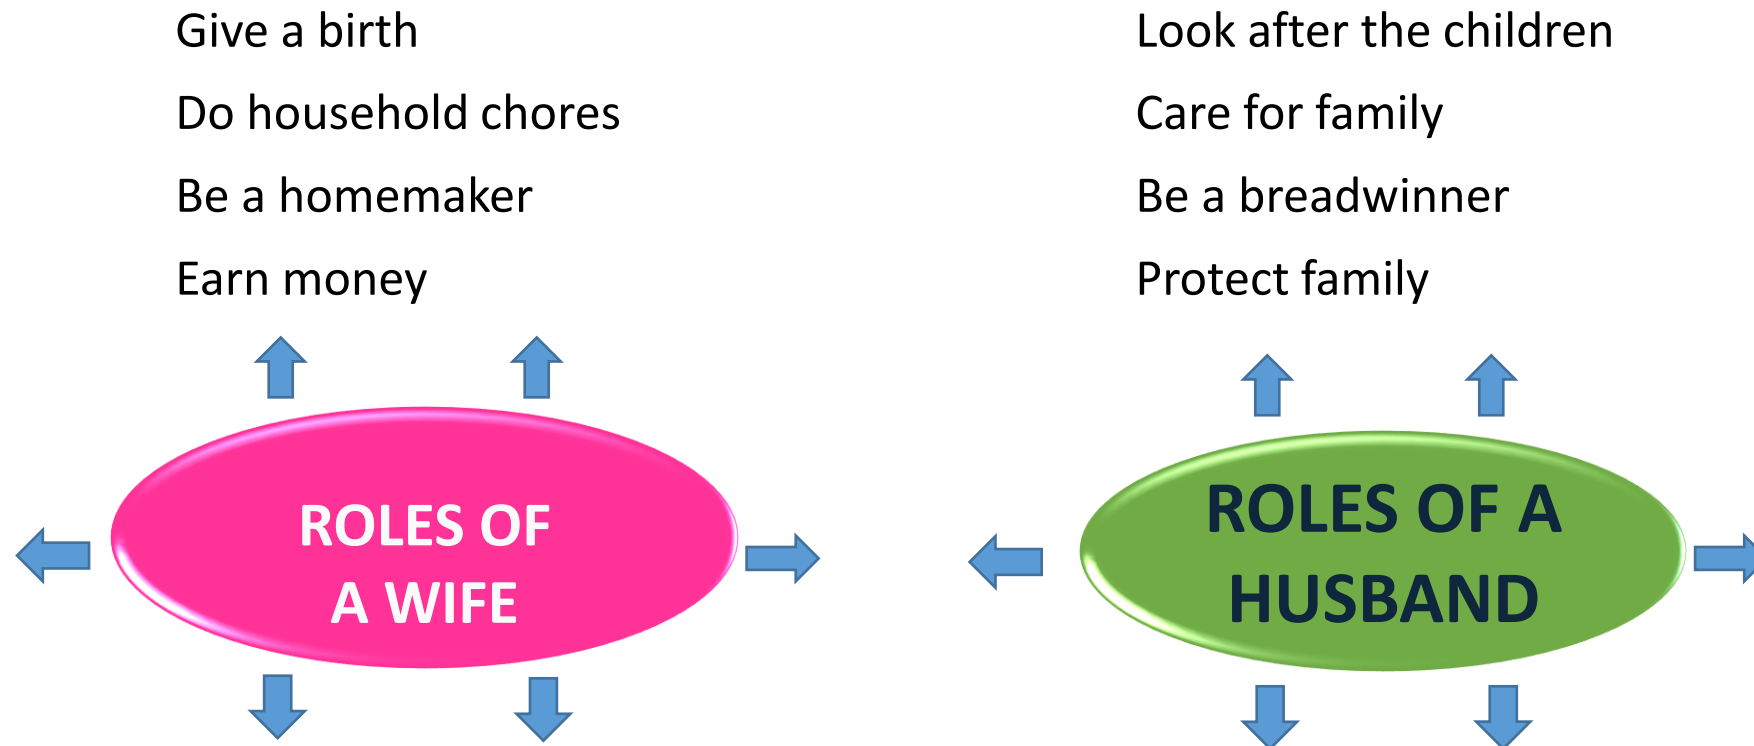 Give a birth
Do household chores
Be a homemaker
Earn money
ROLES OF
A WIFE
Look after the children
Care for family
Be a breadwinner
Protect family
ROLES OF A
HUSBAND